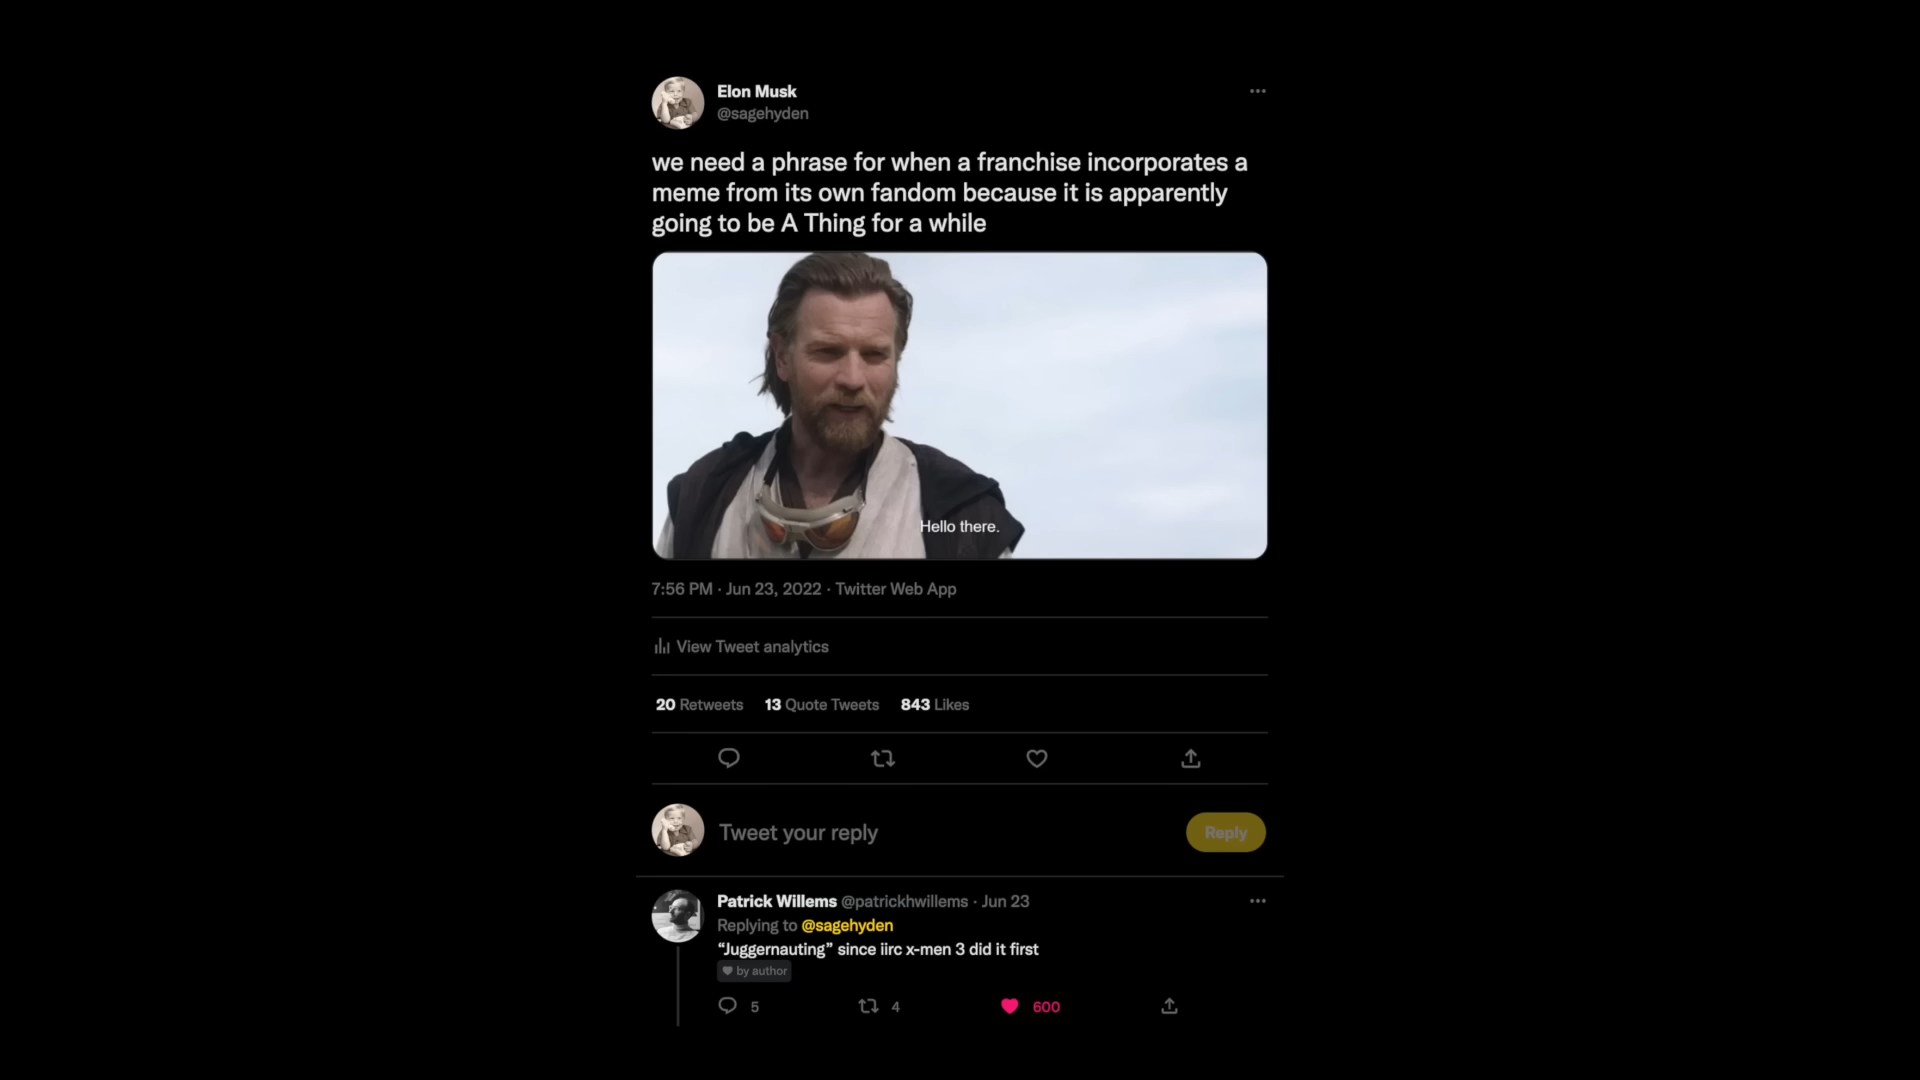 Elon Musk
@sagehyden
we need a phrase for when a franchise incorporates a
meme from its own fandom because it is apparently
going to be A Thing for a while
Hello there.
7:56 PM · Jun 23, 2022 · Twitter Web App
View Tweet analytics
20 Retweets 13 Quote Tweets 843 Likes
Tweet your reply
Reply
Patrick Willems @patrickhwillems · Jun 23
Replying to @sagehyden
“Juggernauting” since iirc x-men 3 did it first
by author
5 4 600